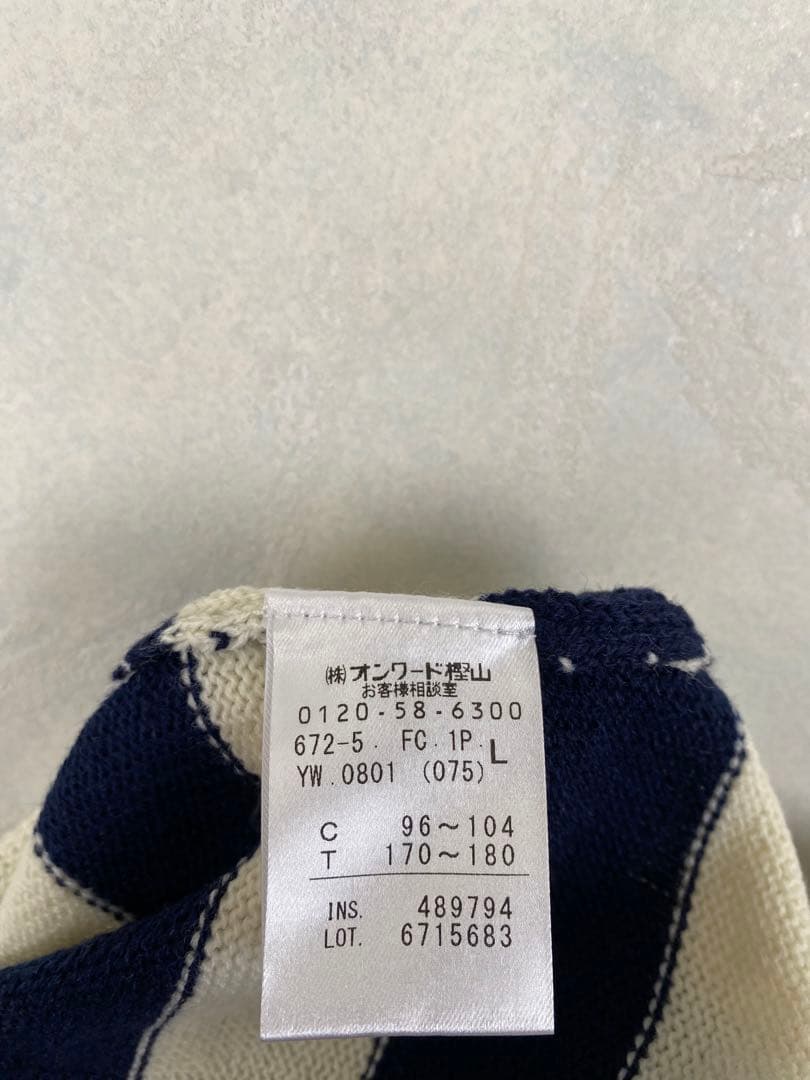 ㈱オンワード樫山
お客様相談室
0120-58-6300
672-5. FC.1P. L
YW.0801 (075)
C 96～104
T 170～180
INS. 489794
LOT. 6715683